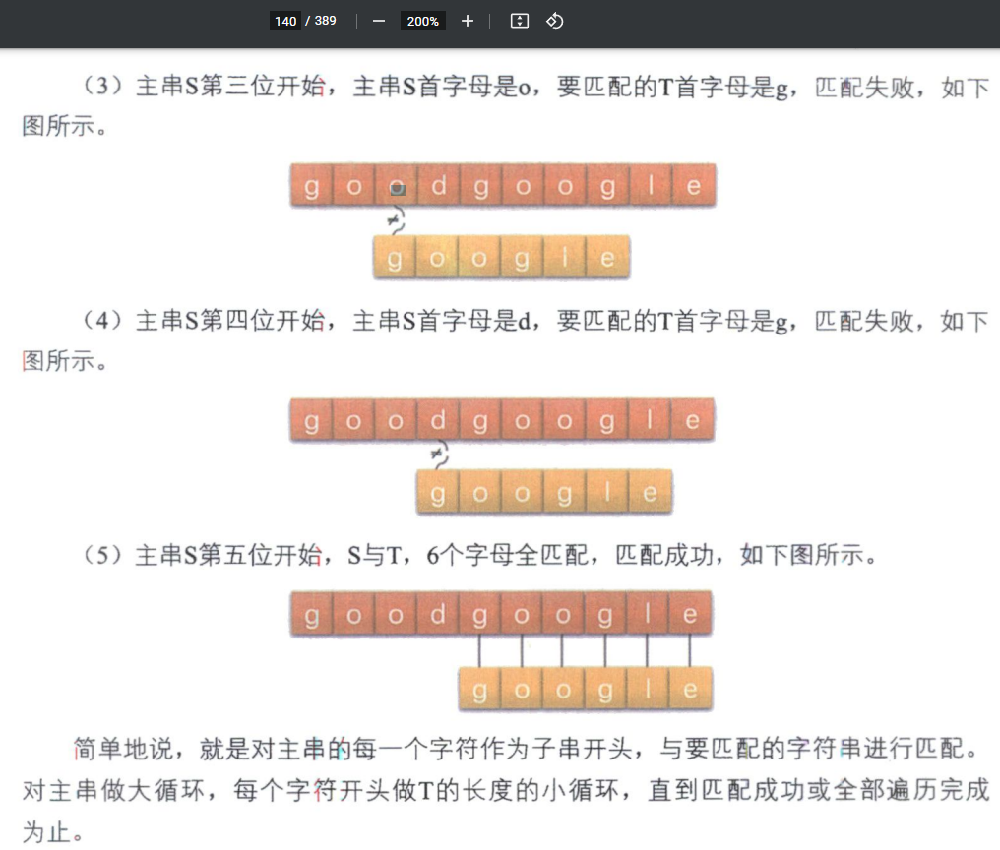 140 / 389 − 200% +
（3）主串S第三位开始，主串S首字母是o，要匹配的T首字母是g，匹配失败，如下
图所示。
g o o d g o o g l e
≠
g o o g l e
（4）主串S第四位开始，主串S首字母是d，要匹配的T首字母是g，匹配失败，如下
图所示。
g o o d g o o g l e
≠
g o o g l e
（5）主串S第五位开始，S与T，6个字母全匹配，匹配成功，如下图所示。
g o o d g o o g l e
g o o g l e
简单地说，就是对主串的每一个字符作为子串开头，与要匹配的字符串进行匹配。
对主串做大循环，每个字符开头做T的长度的小循环，直到匹配成功或全部遍历完成
为止。